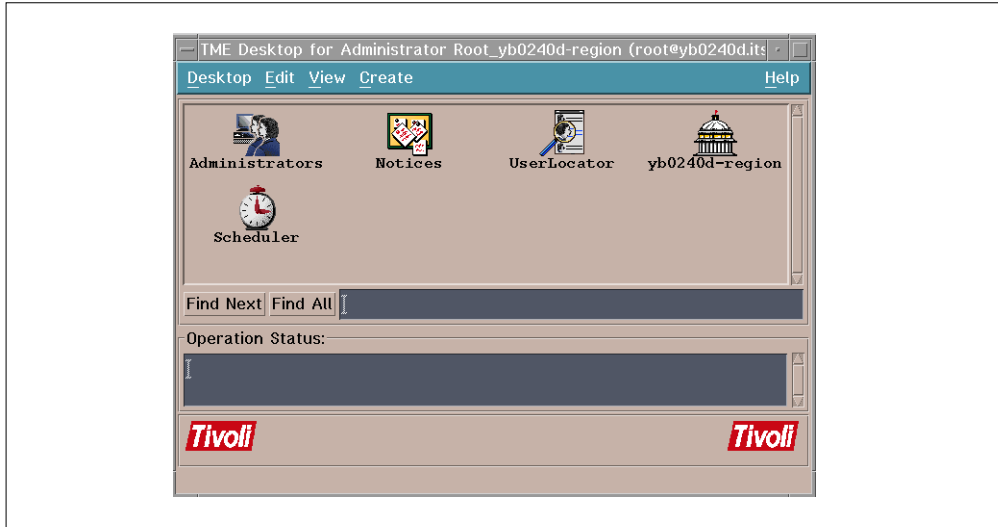 TME Desktop for Administrator Root_yb0240d-region (root@yb0240d.its
Desktop Edit View Create Help
Administrators Notices UserLocator yb0240d-region
Scheduler
Find Next Find All
Operation Status:
Tivoli Tivoli